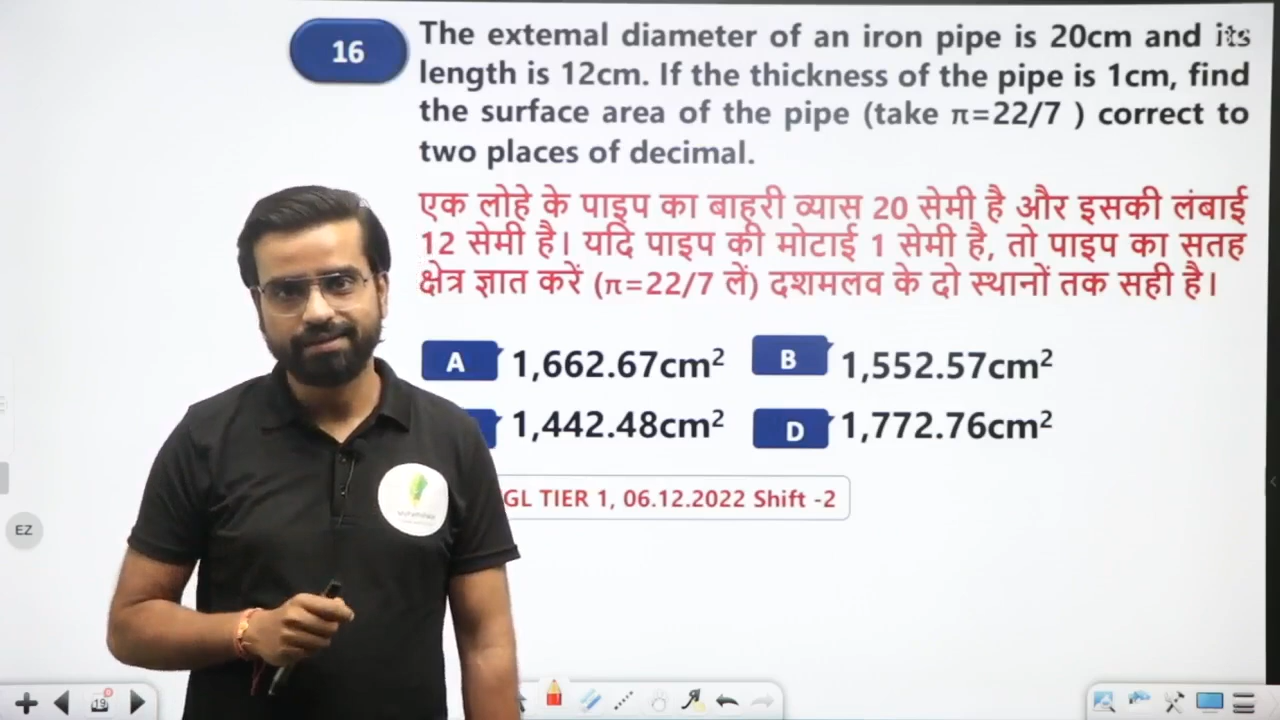 16
The extemal diameter of an iron pipe is 20cm and its
length is 12cm. If the thickness of the pipe is 1cm, find
the surface area of the pipe (take π=22/7 ) correct to
two places of decimal.
एक लोहे के पाइप का बाहरी व्यास 20 सेमी है और इसकी लंबाई
12 सेमी है। यदि पाइप की मोटाई 1 सेमी है, तो पाइप का सतह
क्षेत्र ज्ञात करें (π=22/7 लें) दशमलव के दो स्थानों तक सही है।
A 1,662.67cm² B 1,552.57cm²
1,442.48cm² D 1,772.76cm²
GL TIER 1, 06.12.2022 Shift -2
EZ
19